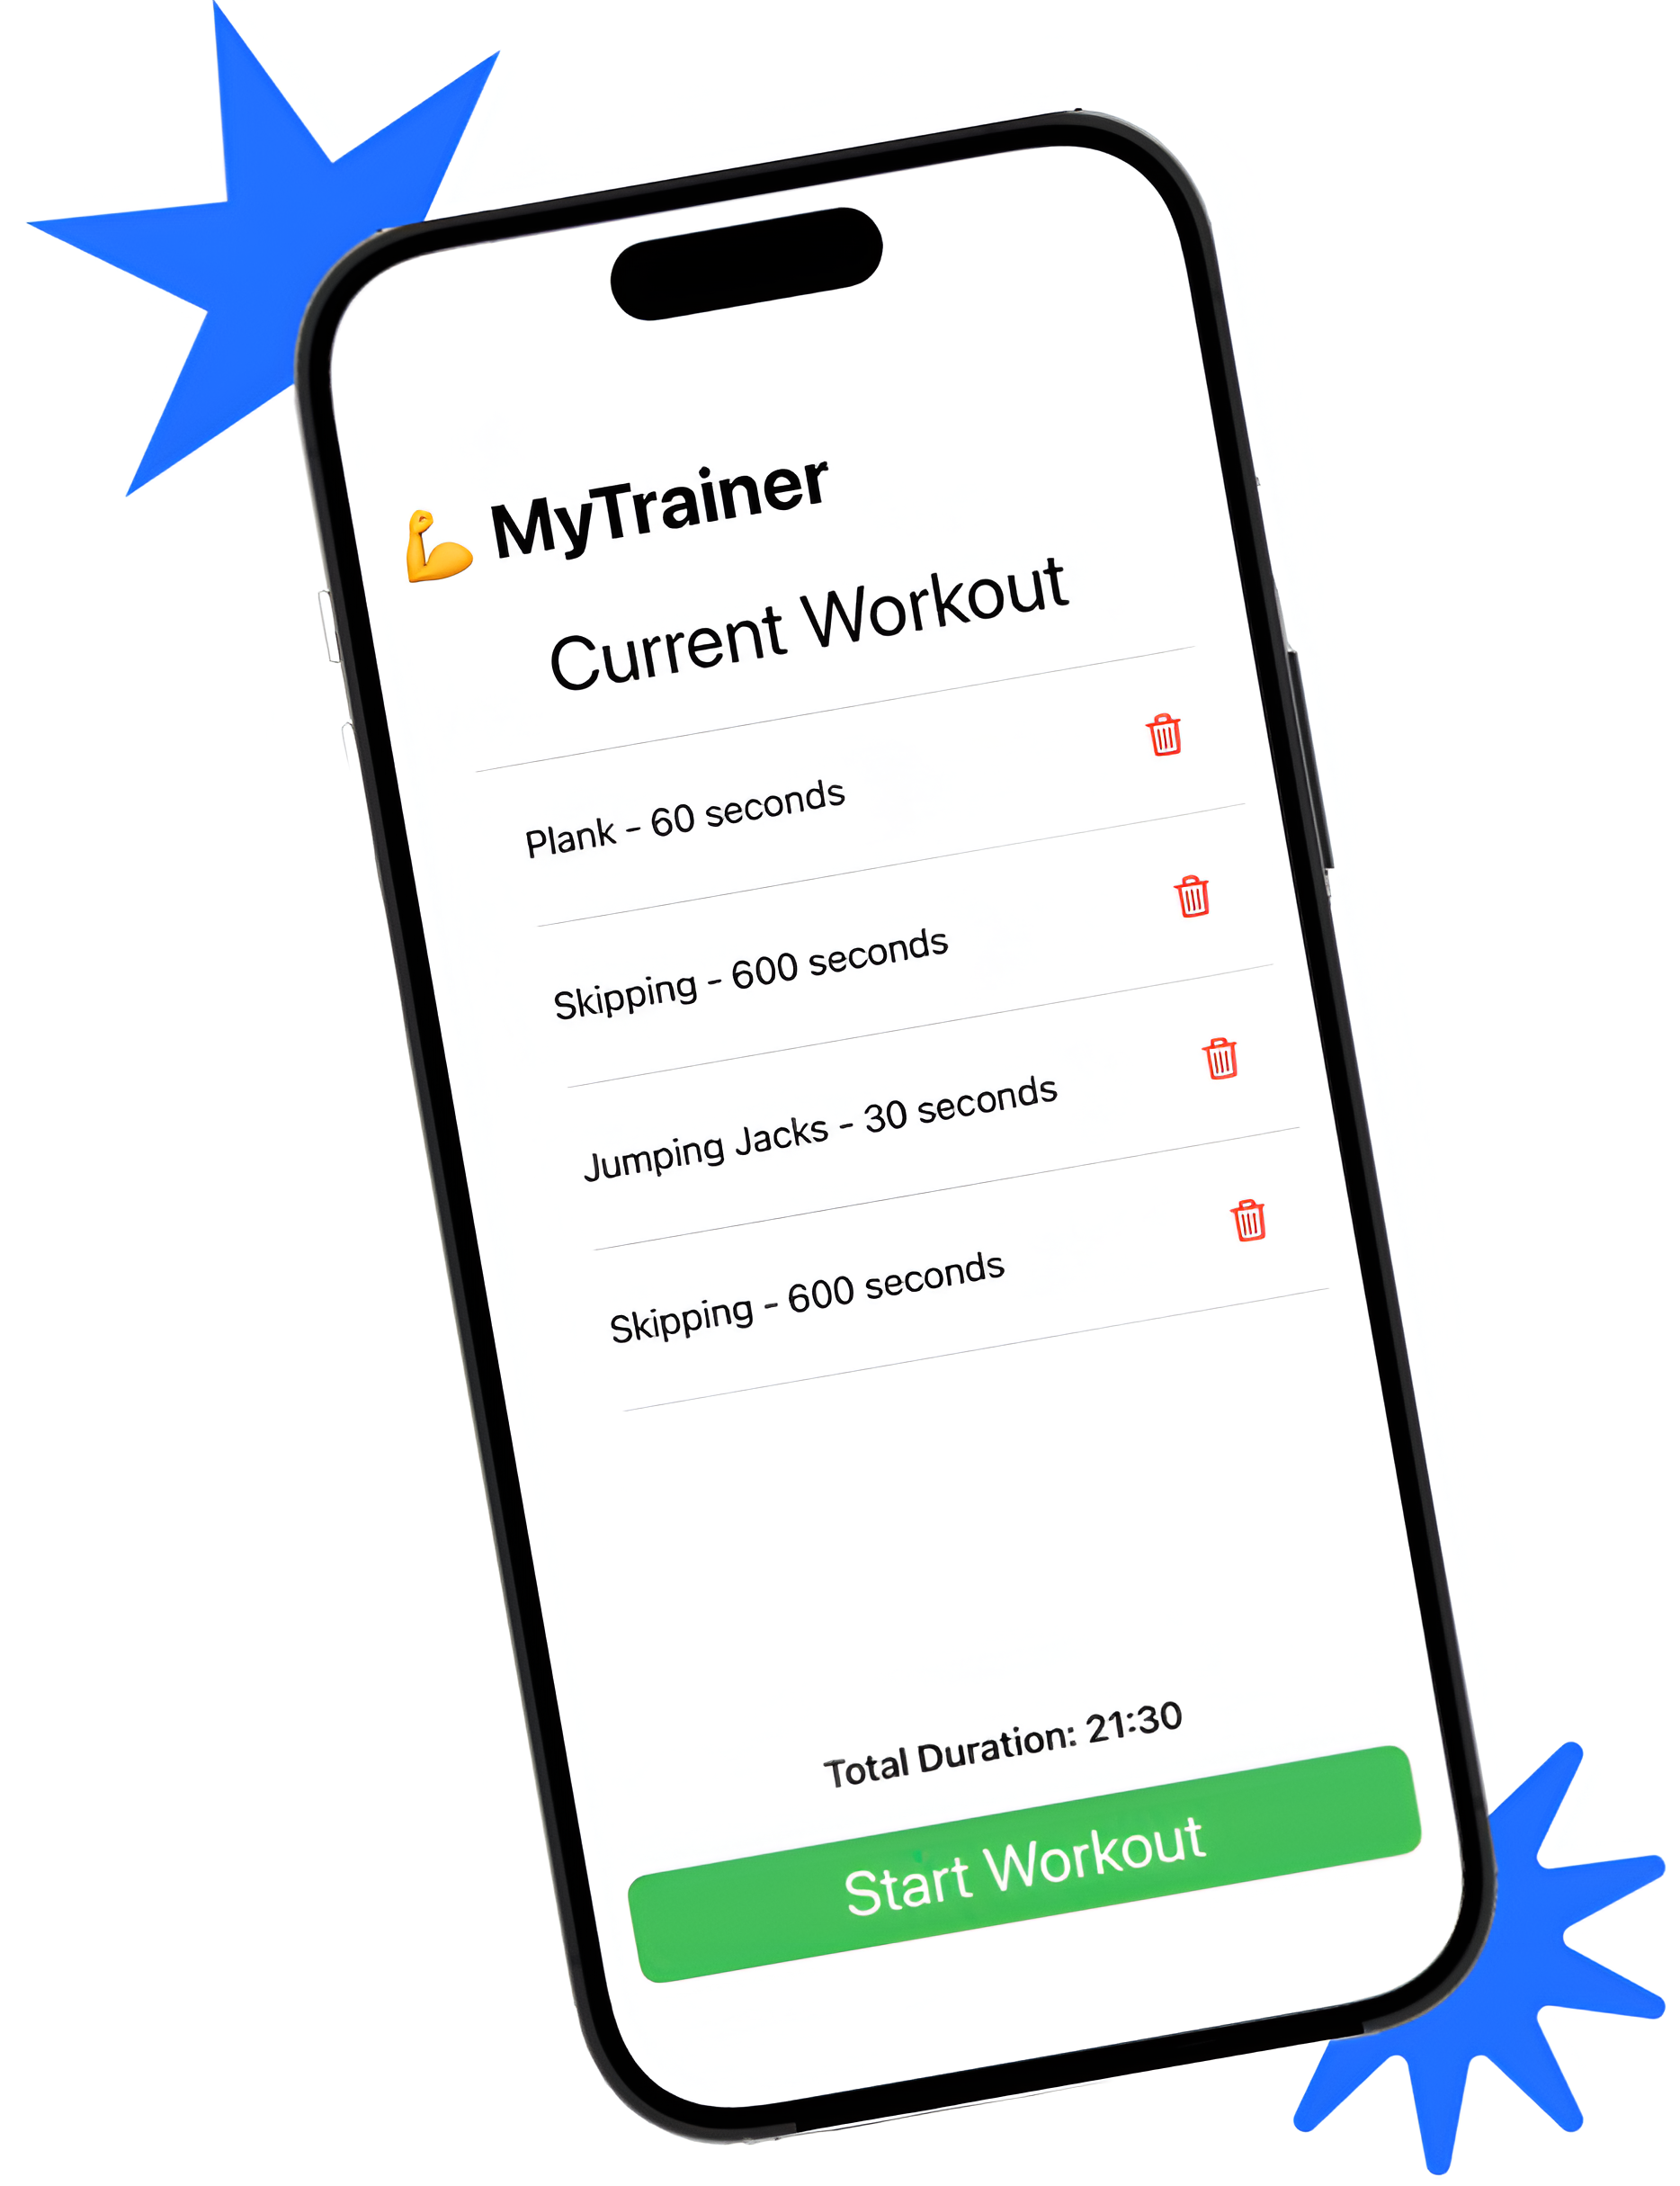 💪 MyTrainer
Current Workout
Plank - 60 seconds
Skipping - 600 seconds
Jumping Jacks - 30 seconds
Skipping - 600 seconds
Total Duration: 21:30
Start Workout